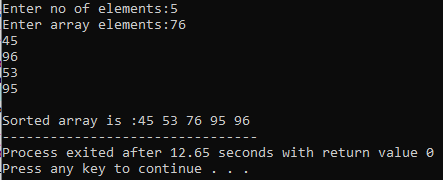 Enter no of elements:5
Enter array elements:76
45
96
53
95
Sorted array is :45 53 76 95 96
--------------------------------
Process exited after 12.65 seconds with return value 0
Press any key to continue . . .